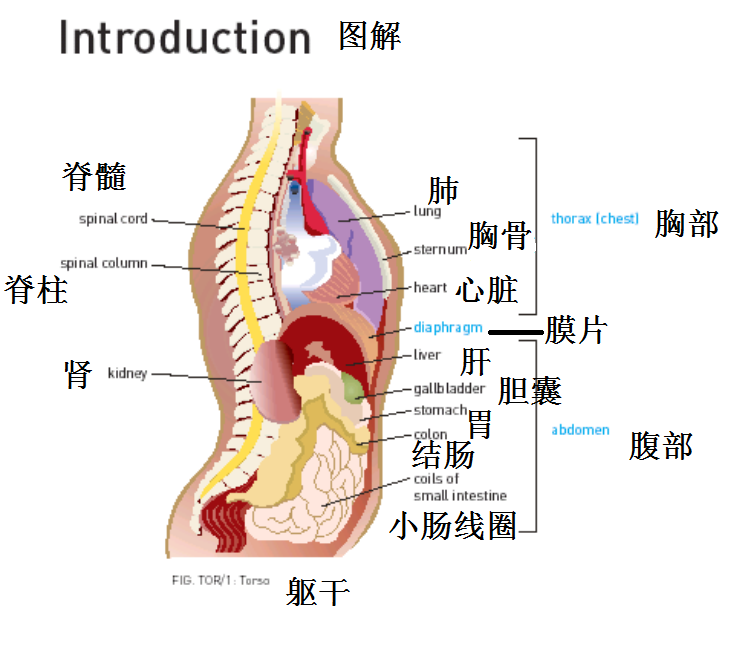 Introduction 图解
脊髓
spinal cord
脊柱
spinal column
肾 kidney
肺
lung
胸骨
sternum
heart 心脏
thorax (chest) 胸部
diaphragm 膜片
liver 肝
gallbladder 胆囊
stomach 胃
colon
结肠
coils of
small intestine
小肠线圈
abdomen 腹部
FIG. TOR/1: Torso 躯干